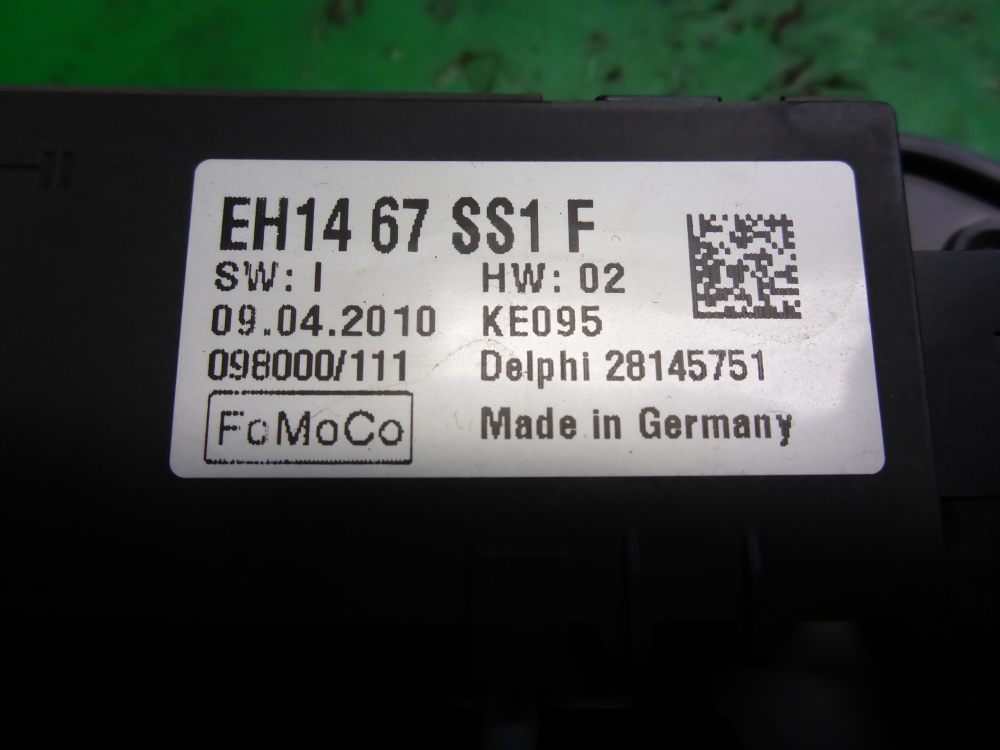 EH14 67 SS1 F
SW: I HW: 02
09.04.2010 KE095
098000/111 Delphi 28145751
FoMoCo Made in Germany